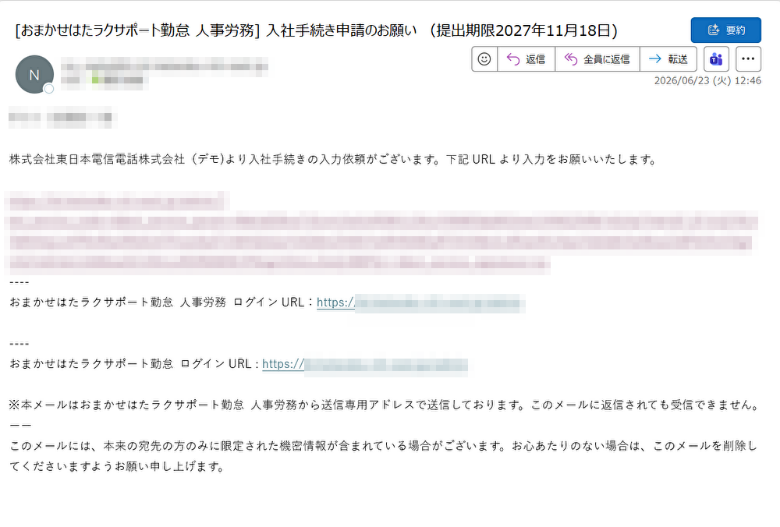 [おまかせはたラクサポート勤怠 人事労務] 入社手続き申請のお願い （提出期限2027年11月18日）
要約
N
返信
全員に返信
転送
2026/06/23 (火) 12:46
株式会社東日本電信電話株式会社（デモ)より入社手続きの入力依頼がございます。下記 URL より入力をお願いいたします。
----
おまかせはたラクサポート勤怠 人事労務 ログイン URL：https:/
----
おまかせはたラクサポート勤怠 ログイン URL：https://
※本メールはおまかせはたラクサポート勤怠 人事労務から送信専用アドレスで送信しております。このメールに返信されても受信できません。
――
このメールには、本来の宛先の方のみに限定された機密情報が含まれている場合がございます。お心あたりのない場合は、このメールを削除し
てくださいますようお願い申し上げます。